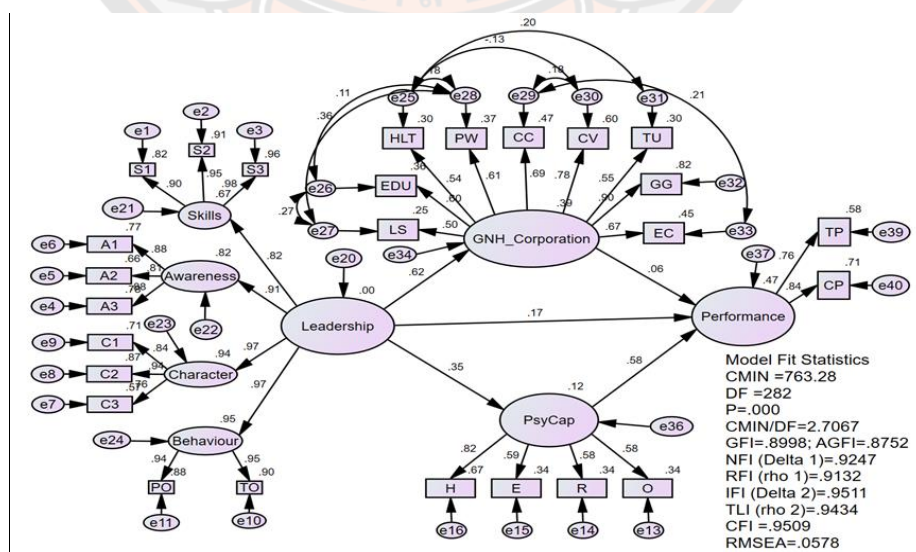 .20
-.13
.18
.18
.11
e25
e28
e29
e30
e31
.36
.21
.30
.37
.47
.60
.30
HLT
PW
CC
CV
TU
e2
e1
.91
e3
S2
.82
.96
S1
S3
.95
.90
.98
.67
e21
Skills
e26
EDU
.36
.54
.61
.69
.78
.55
.82
GG
e32
.60
.39
.90
.27
e27
LS
.25
.50
GNH_Corporation
.67
.45
EC
e33
e34
.77
e6
A1
.88
.82
.82
e20
.62
.06
e37
.58
TP
e39
.66
e5
A2
.81
Awareness
.91
.00
.76
.71
.47
.84
CP
e40
e4
A3
e22
e23
Leadership
.17
Performance
.71
e9
C1
.84
.94
.97
.87
e8
C2
.94
Character
.76
.97
.35
.58
e7
C3
.12
.95
e24
Behaviour
PsyCap
e36
.94
.88
.95
.90
PO
TO
.82
.67
.59
.34
.58
.34
.58
.34
H
E
R
O
e11
e10
e16
e15
e14
e13
Model Fit Statistics
CMIN =763.28
DF =282
P=.000
CMIN/DF=2.7067
GFI=.8998; AGFI=.8752
NFI (Delta 1)=.9247
RFI (rho 1)=.9132
IFI (Delta 2)=.9511
TLI (rho 2)=.9434
CFI =.9509
RMSEA=.0578